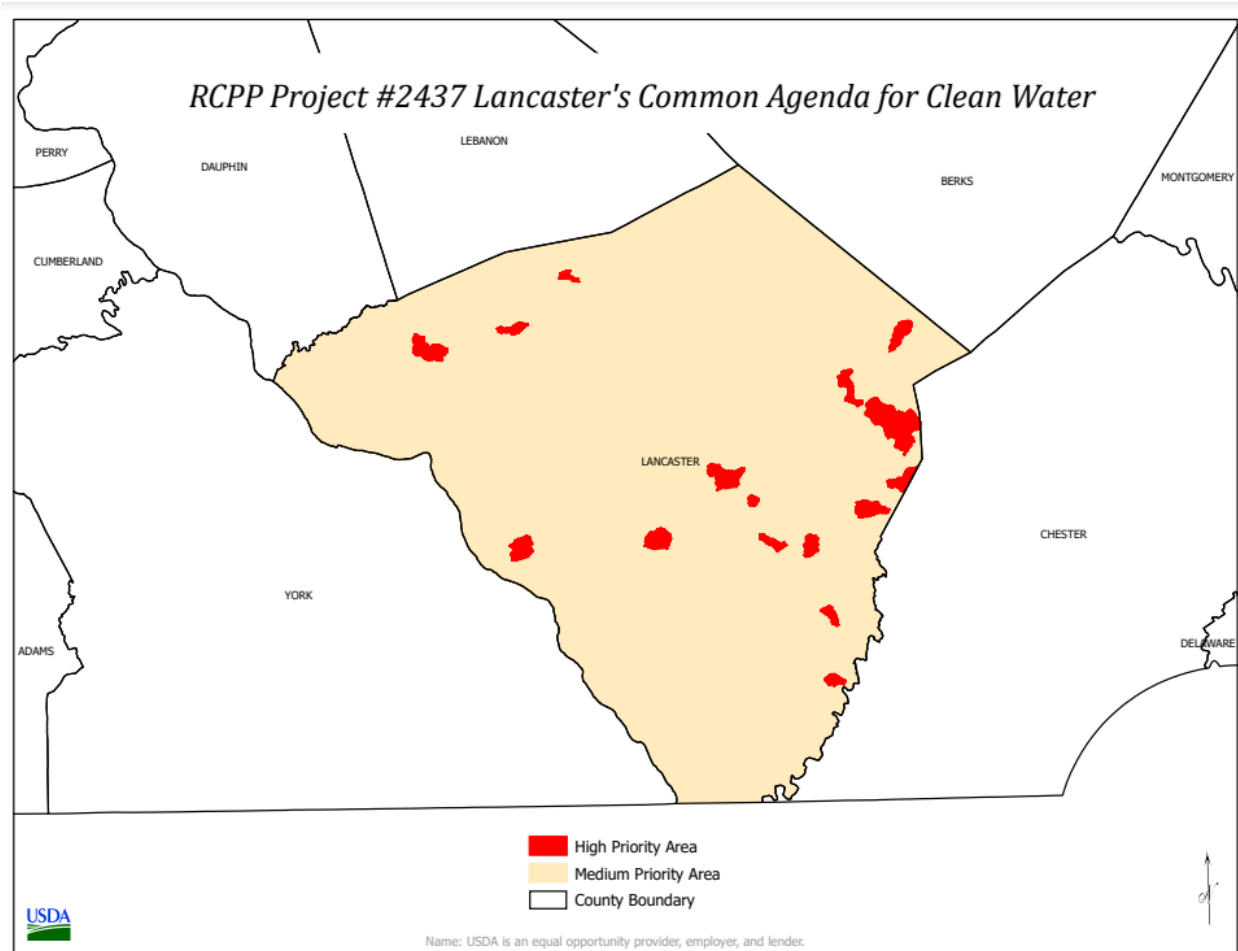 RCPP Project #2437 Lancaster's Common Agenda for Clean Water
LEBANON
PERRY
DAUPHIN
BERKS
MONTGOMERY
CUMBERLAND
LANCASTER
CHESTER
YORK
ADAMS
DELAWARE
High Priority Area
Medium Priority Area
County Boundary
USDA
Name: USDA is an equal opportunity provider, employer, and lender.